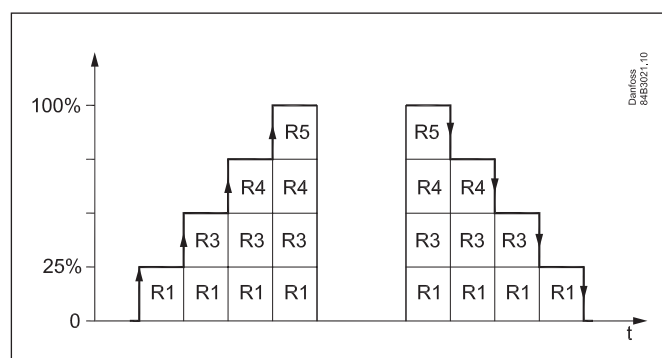 Danfoss
84B3021.10
100%
R5 R5
R4 R4 R4 R4
R3 R3 R3 R3 R3 R3
25%
R1 R1 R1 R1 R1 R1 R1 R1
0
t